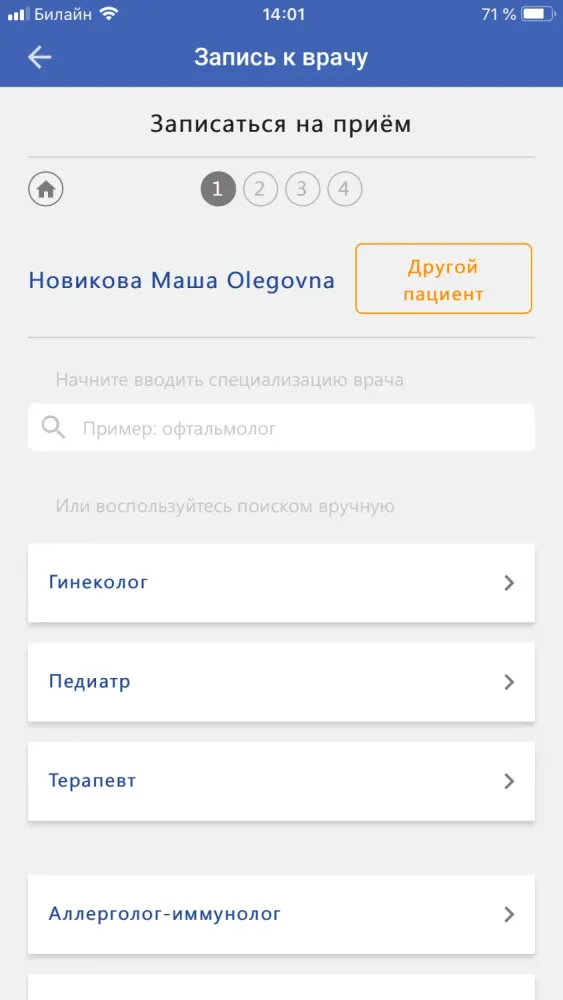 Билайн 14:01 71 %
Запись к врачу
Записаться на приём
1 2 3 4
Новикова Маша Olegovna
Другой
пациент
Начните вводить специализацию врача
Пример: офтальмолог
Или воспользуйтесь поиском вручную
Гинеколог
Педиатр
Терапевт
Аллерголог-иммунолог